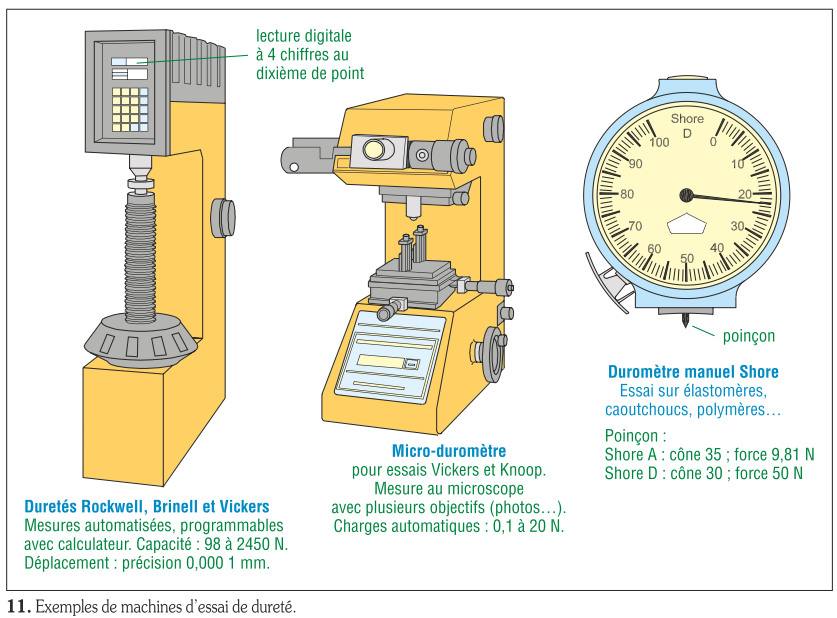 lecture digitale
à 4 chiffres au
dixième de point
Duretés Rockwell, Brinell et Vickers
Mesures automatisées, programmables
avec calculateur. Capacité : 98 à 2450 N.
Déplacement : précision 0,000 1 mm.
Micro-duromètre
pour essais Vickers et Knoop.
Mesure au microscope
avec plusieurs objectifs (photos…).
Charges automatiques : 0,1 à 20 N.
Shore
D
0
10
20
30
40
50
60
70
80
90
100
poinçon
Duromètre manuel Shore
Essai sur élastomères,
caoutchoucs, polymères…
Poinçon :
Shore A : cône 35 ; force 9,81 N
Shore D : cône 30 ; force 50 N
11. Exemples de machines d'essai de dureté.